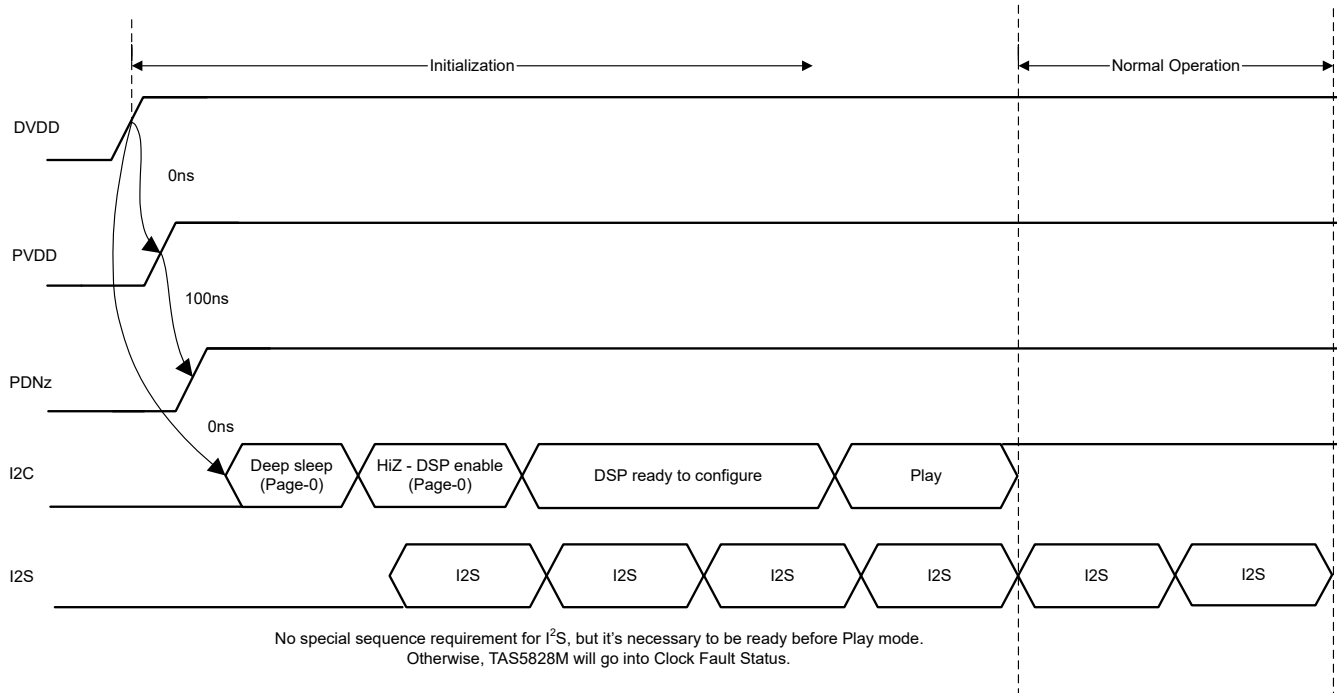 Initialization
Normal Operation
DVDD
0ns
PVDD
100ns
PDNz
0ns
I2C
Deep sleep
(Page-0)
HiZ - DSP enable
(Page-0)
DSP ready to configure
Play
I2S
I2S
I2S
I2S
I2S
I2S
I2S
No special sequence requirement for I²S, but it's necessary to be ready before Play mode.
Otherwise, TAS5828M will go into Clock Fault Status.